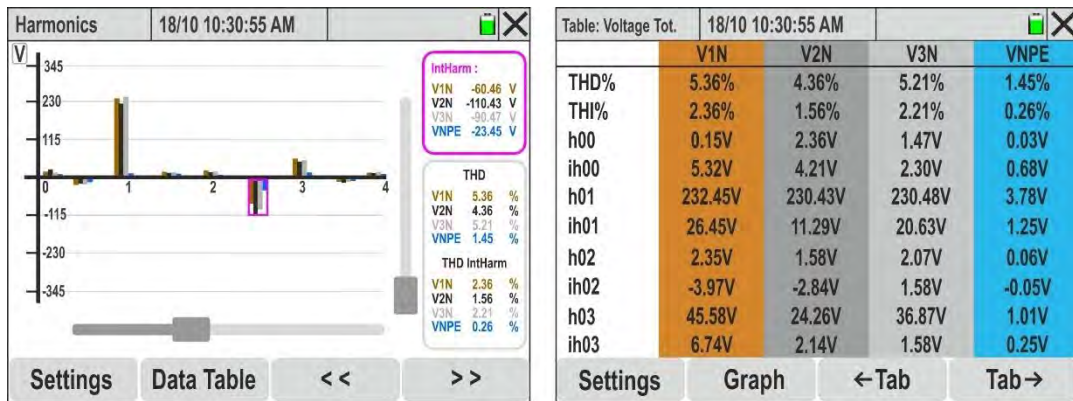 Harmonics 18/10 10:30:55 AM
V
345
230
115
0 1 2 3 4
-115
-230
-345
IntHarm :
V1N -60.46 V
V2N -110.43 V
V3N -90.47 V
VNPE -23.45 V
THD
V1N 5.36 %
V2N 4.36 %
V3N 5.21 %
VNPE 1.45 %
THD IntHarm
V1N 2.36 %
V2N 1.56 %
V3N 2.21 %
VNPE 0.26 %
Settings Data Table << >>
Table: Voltage Tot. 18/10 10:30:55 AM
V1N V2N V3N VNPE
THD% 5.36% 4.36% 5.21% 1.45%
THI% 2.36% 1.56% 2.21% 0.26%
h00 0.15V 2.36V 1.47V 0.03V
ih00 5.32V 4.21V 2.30V 0.68V
h01 232.45V 230.43V 230.48V 3.78V
ih01 26.45V 11.29V 20.63V 1.25V
h02 2.35V 1.58V 2.07V 0.06V
ih02 -3.97V -2.84V 1.58V -0.05V
h03 45.58V 24.26V 36.87V 1.01V
ih03 6.74V 2.14V 1.58V 0.25V
Settings Graph ←Tab Tab→